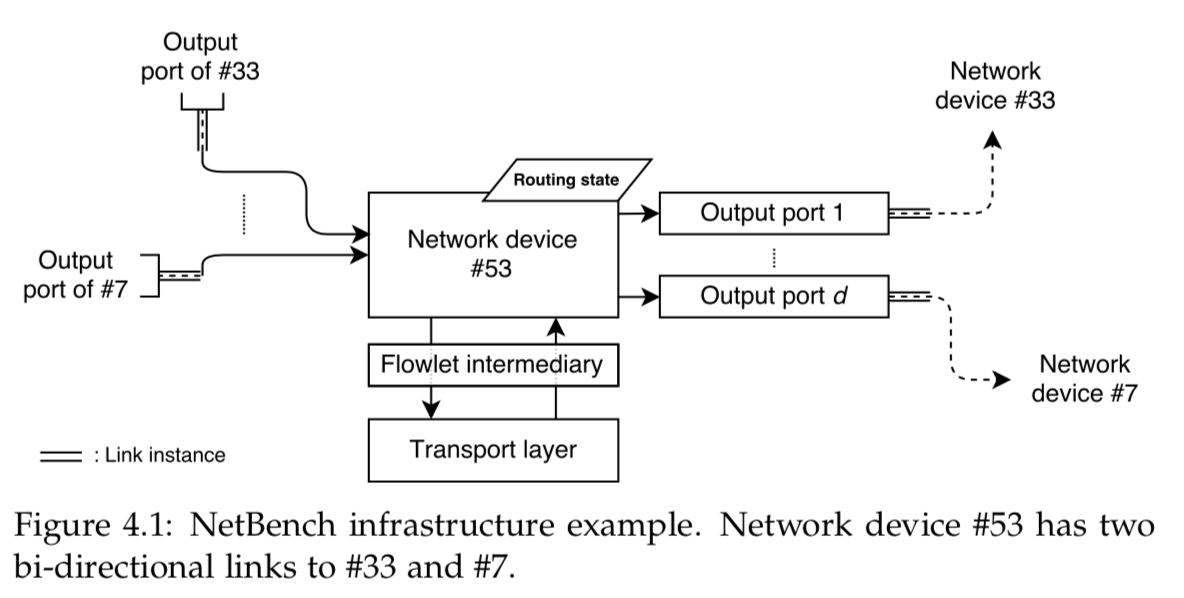 Output
port of #33
Network
device #33
Routing state
Output port 1
Network device
#53
Output
port of #7
Output port d
Flowlet intermediary
Network
device #7
Transport layer
: Link instance
Figure 4.1: NetBench infrastructure example. Network device #53 has two
bi-directional links to #33 and #7.